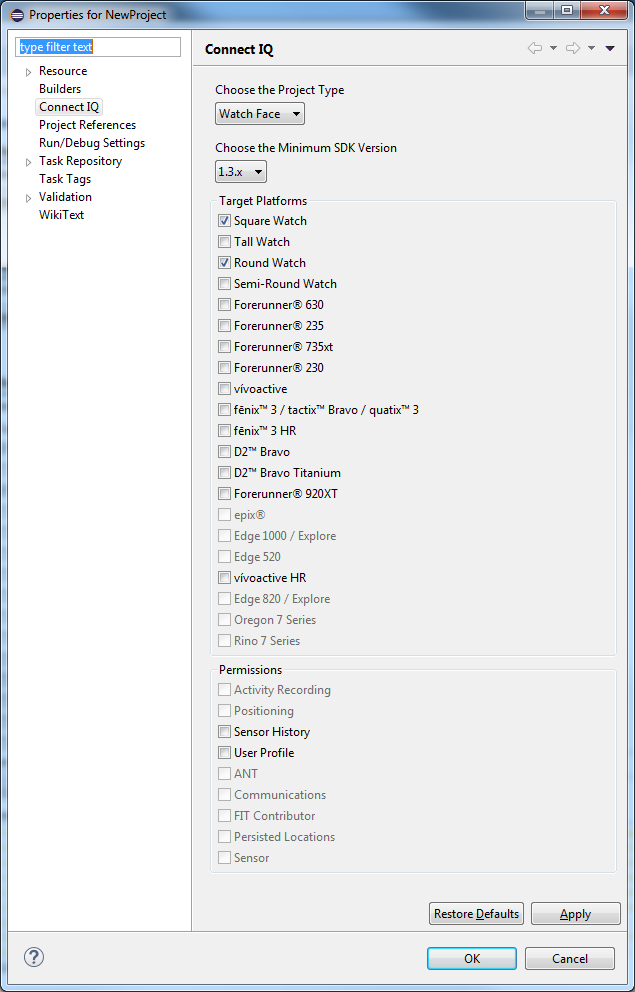 Properties for NewProject
type filter text
Resource
Builders
Connect IQ
Project References
Run/Debug Settings
Task Repository
Task Tags
Validation
WikiText
Connect IQ
Choose the Project Type
Watch Face
Choose the Minimum SDK Version
1.3.x
Target Platforms
Square Watch
Tall Watch
Round Watch
Semi-Round Watch
Forerunner® 630
Forerunner® 235
Forerunner® 735xt
Forerunner® 230
vívoactive
fēnix™ 3 / tactix™ Bravo / quatix™ 3
fēnix™ 3 HR
D2™ Bravo
D2™ Bravo Titanium
Forerunner® 920XT
epix®
Edge 1000 / Explore
Edge 520
vívoactive HR
Edge 820 / Explore
Oregon 7 Series
Rino 7 Series
Permissions
Activity Recording
Positioning
Sensor History
User Profile
ANT
Communications
FIT Contributor
Persisted Locations
Sensor
Restore Defaults Apply
? OK Cancel